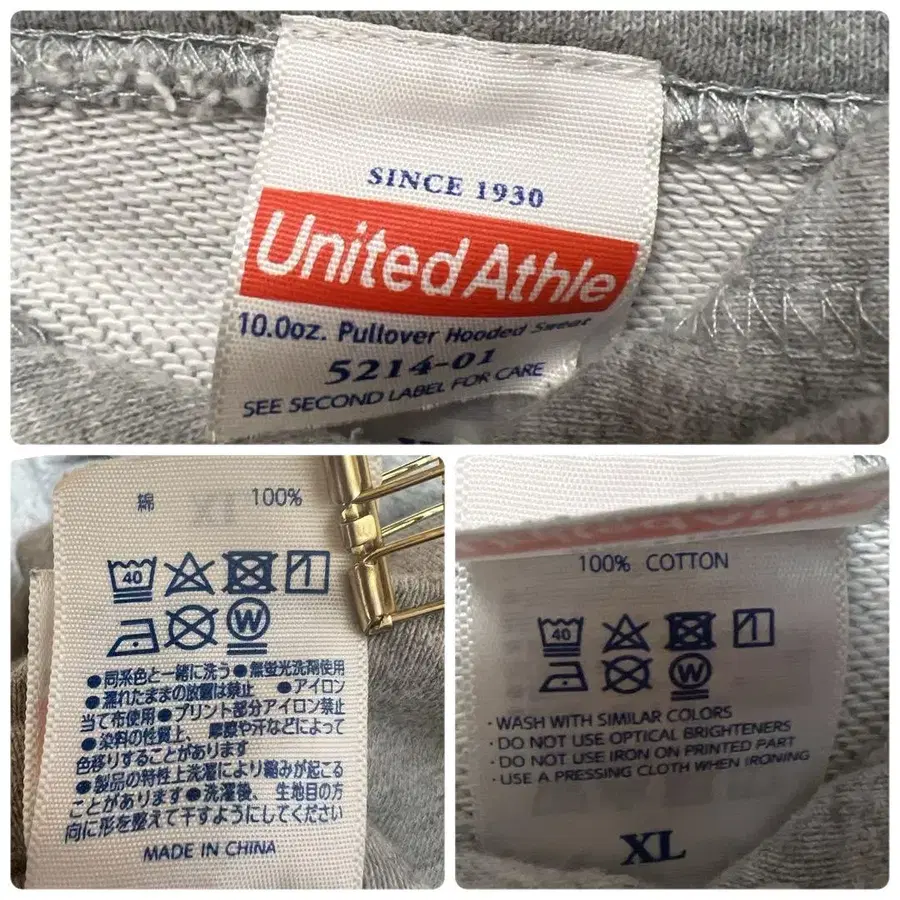 SINCE 1930
United Athle
10.0oz. Pullover Hooded Sweat
5214-01
SEE SECOND LABEL FOR CARE
綿 100%
40
W
●同系色と一緒に洗う●無蛍光洗剤使用
●濡れたままの放置は禁止 ●アイロン
当て布使用●プリント部分アイロン禁止
●染料の性質上、摩擦や汗などによって
色移りすることがあります
●製品の特性上洗濯により縮みが起こる
ことがあります●洗濯後、生地目の方
向に形を整えて干すようにしてください
MADE IN CHINA
100% COTTON
40
W
· WASH WITH SIMILAR COLORS
· DO NOT USE OPTICAL BRIGHTENERS
· DO NOT USE IRON ON PRINTED PART
· USE A PRESSING CLOTH WHEN IRONING
XL